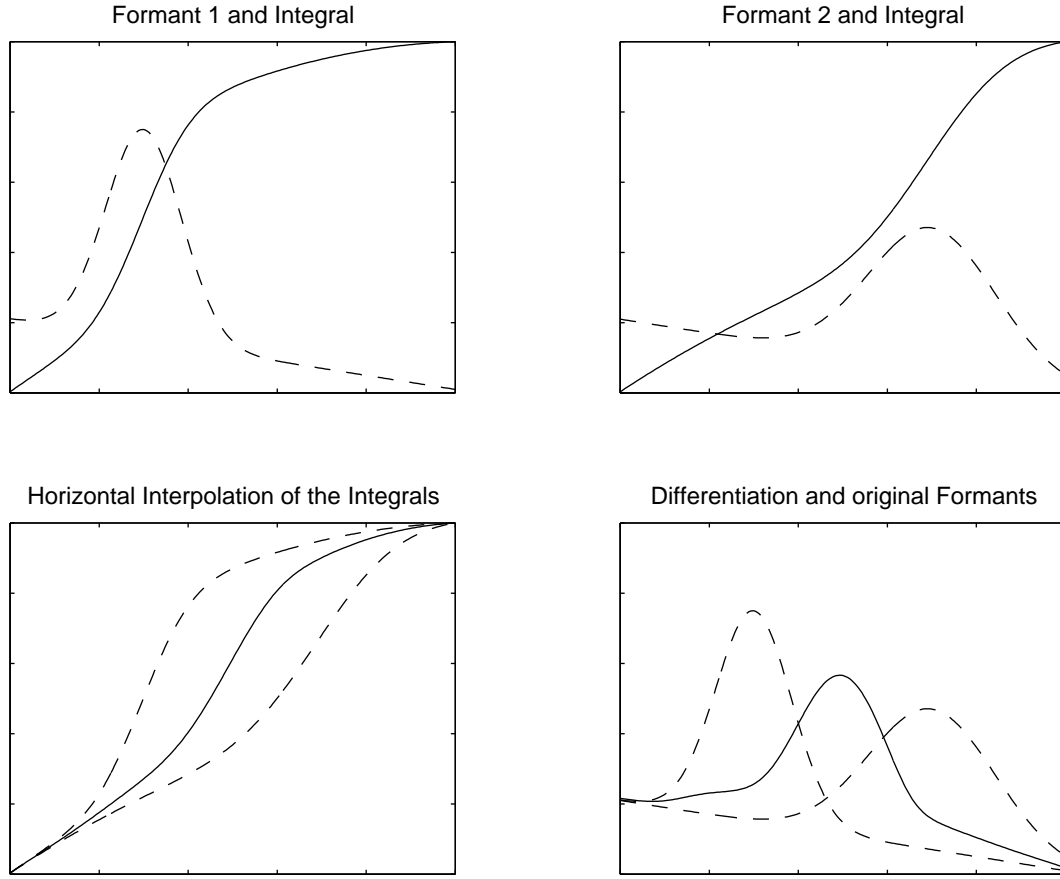 Formant 1 and Integral
Formant 2 and Integral
Horizontal Interpolation of the Integrals
Differentiation and original Formants